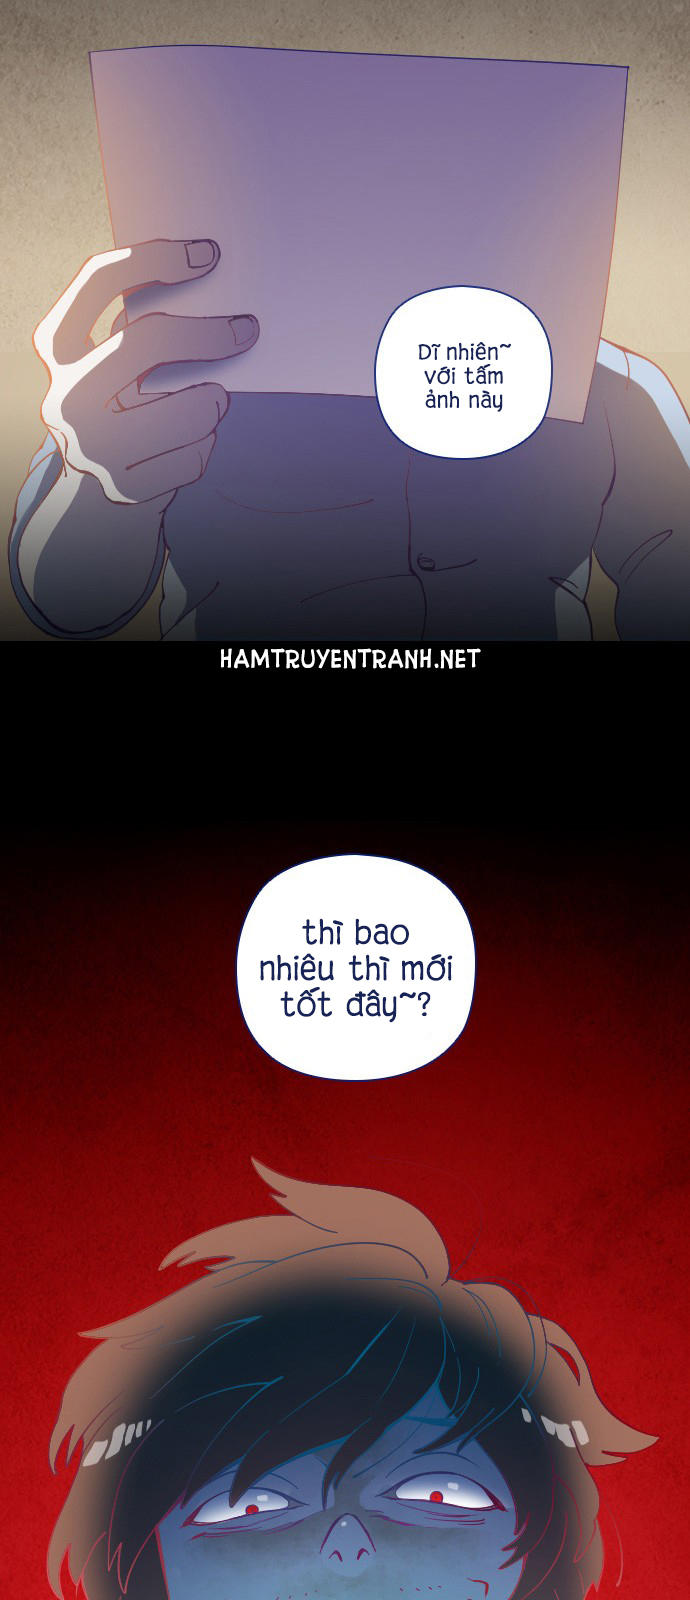 Dĩ nhiên~
với tấm
ảnh này
HAMTRUYENTRANH.NET
thì bao
nhiêu thì mới
tốt đây~?